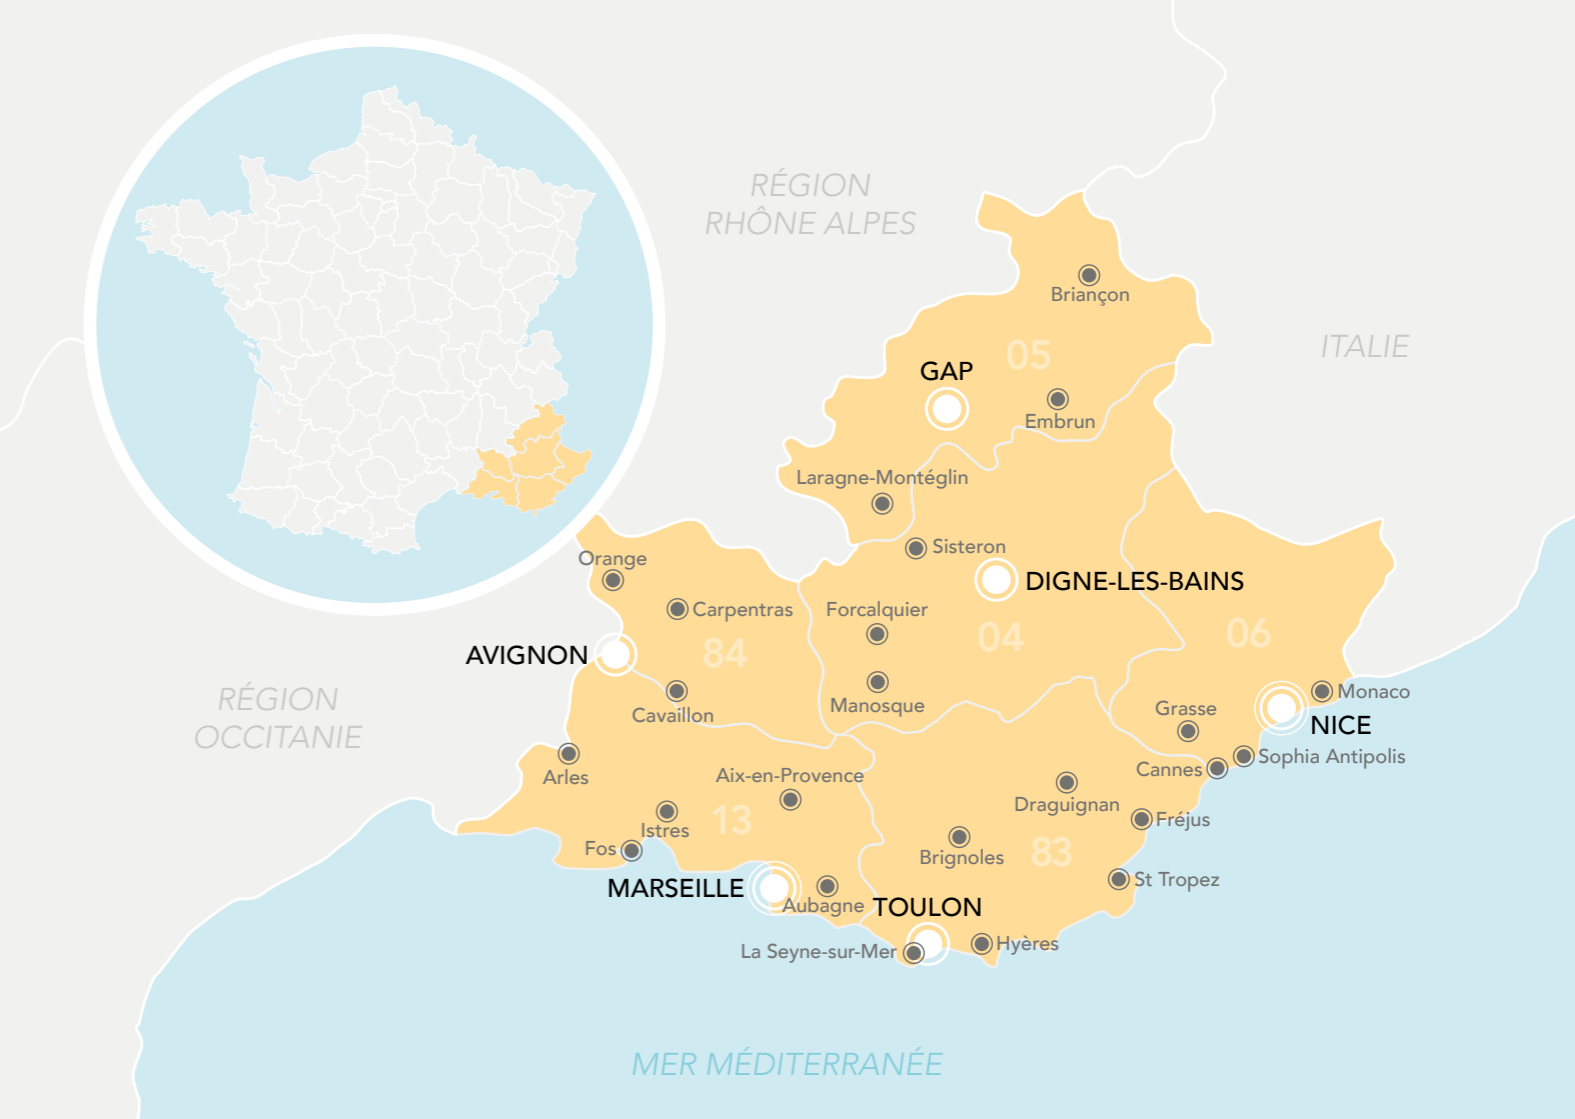 RÉGION
RHÔNE ALPES
Briançon
ITALIE
05
GAP
Embrun
Laragne-Montéglin
Sisteron
Orange
DIGNE-LES-BAINS
Carpentras
Forcalquier
04
06
84
AVIGNON
RÉGION
OCCITANIE
Cavaillon
Manosque
Monaco
Grasse
NICE
Sophia Antipolis
Cannes
Arles
Aix-en-Provence
Draguignan
13
Istres
Fréjus
Fos
Brignoles
83
MARSEILLE
St Tropez
Aubagne
TOULON
La Seyne-sur-Mer
Hyères
MER MÉDITERRANÉE